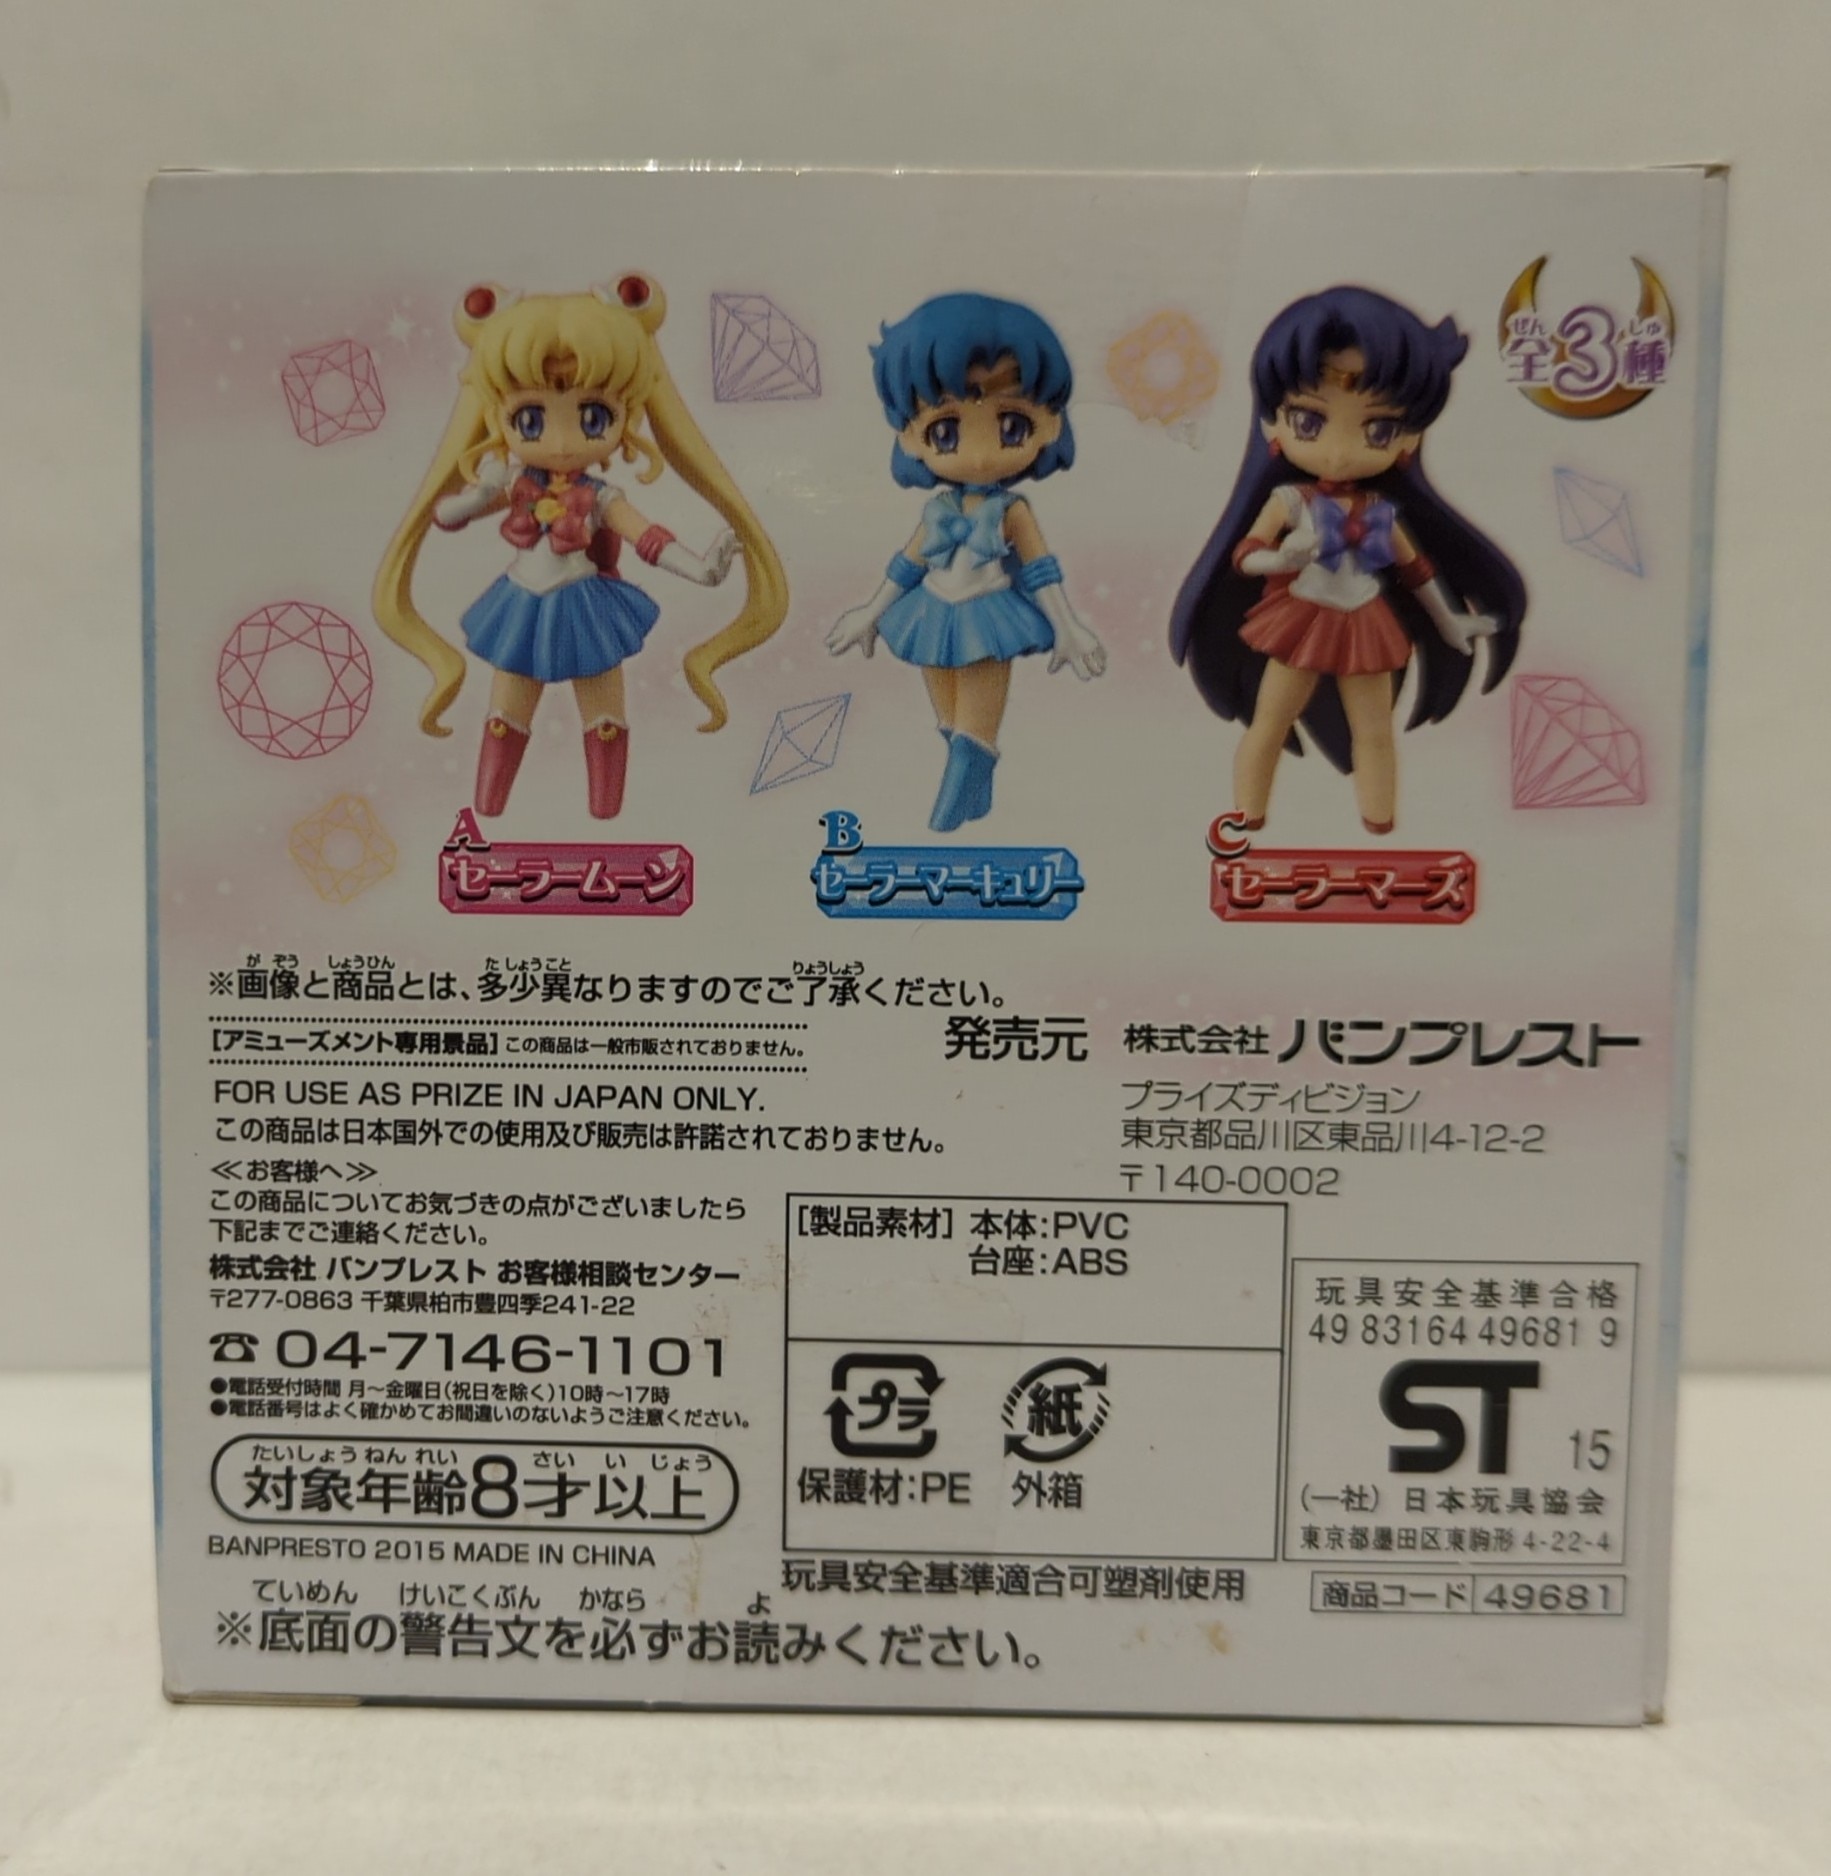 ぜん しゅ
全3種
A
セーラームーン
B
セーラーマーキュリー
C
セーラーマーズ
が ぞう しょうひん た しょうこと りょうしょう
※画像と商品とは、多少異なりますのでご了承ください。
[アミューズメント専用景品] この商品は一般市販されておりません。
FOR USE AS PRIZE IN JAPAN ONLY.
この商品は日本国外での使用及び販売は許諾されておりません。
≪お客様へ≫
この商品についてお気づきの点がございましたら
下記までご連絡ください。
株式会社 バンプレスト お客様相談センター
〒277-0863 千葉県柏市豊四季241-22
☎ 04-7146-1101
●電話受付時間 月〜金曜日(祝日を除く)10時〜17時
●電話番号はよく確かめてお間違いのないようご注意ください。
たいしょう ねん れい さい い じょう
対象年齢8才以上
BANPRESTO 2015 MADE IN CHINA
ていめん けいこくぶん かなら よ
※底面の警告文を必ずお読みください。
発売元 株式会社 バンプレスト
プライズディビジョン
東京都品川区東品川4-12-2
〒140-0002
[製品素材] 本体:PVC
台座:ABS
プラ
保護材:PE
紙
外箱
玩具安全基準適合可塑剤使用
玩具安全基準合格
49 83164 49681 9
ST 15
(一社) 日本玩具協会
東京都墨田区東駒形 4-22-4
商品コード 49681